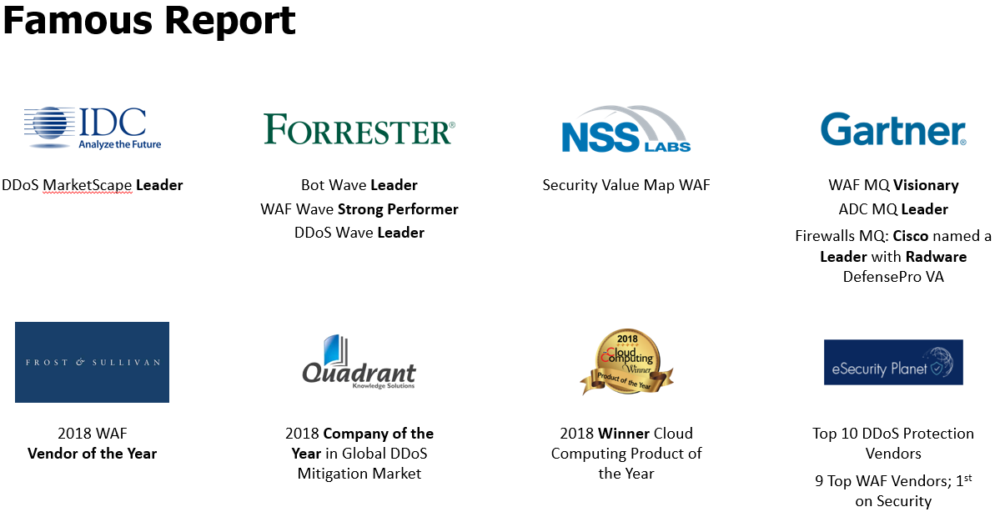 Famous Report
IDC
Analyze the Future
FORRESTER®
NSS
LABS
Gartner®
DDoS MarketScape Leader
Bot Wave Leader
WAF Wave Strong Performer
DDoS Wave Leader
Security Value Map WAF
WAF MQ Visionary
ADC MQ Leader
Firewalls MQ: Cisco named a
Leader with Radware
DefensePro VA
FROST & SULLIVAN
Quadrant
Knowledge Solutions
2018
Cloud
Computing
Winner
Product of the Year
eSecurity Planet
2018 WAF
Vendor of the Year
2018 Company of the
Year in Global DDoS
Mitigation Market
2018 Winner Cloud
Computing Product of
the Year
Top 10 DDoS Protection
Vendors
9 Top WAF Vendors; 1st
on Security